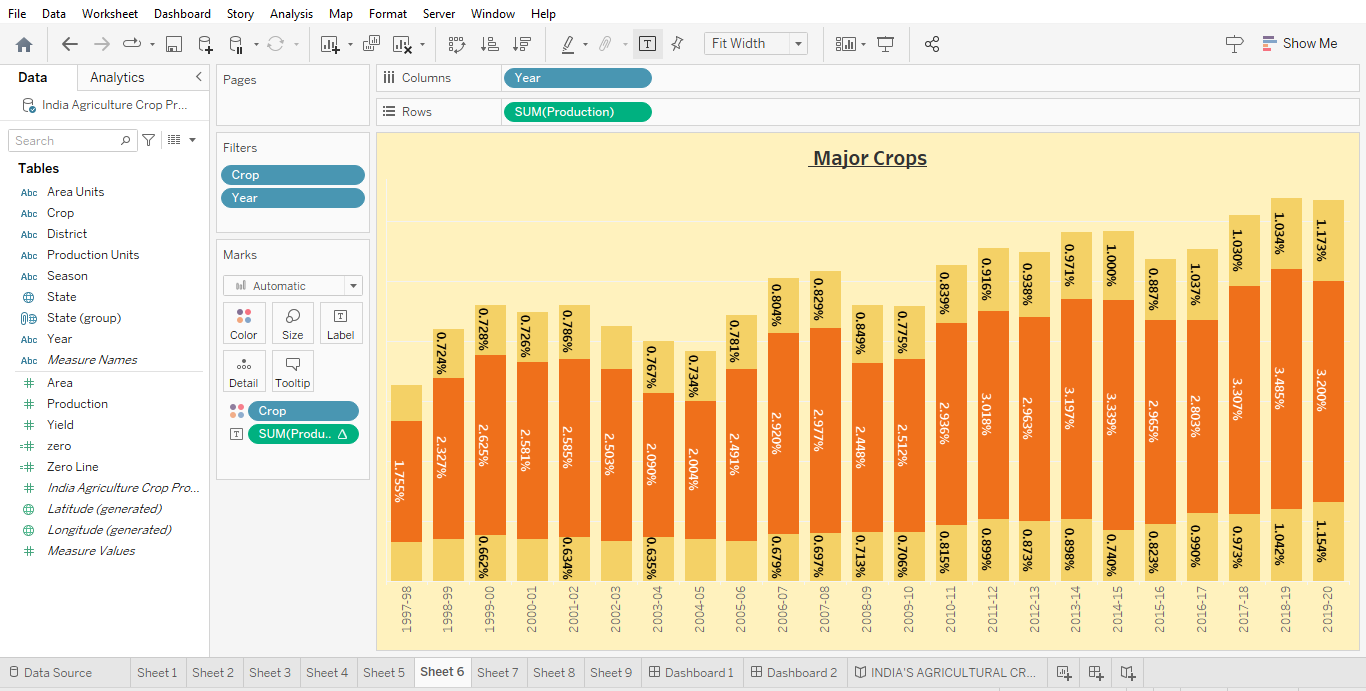 File Data Worksheet Dashboard Story Analysis Map Format Server Window Help
Fit Width
Show Me
Data Analytics
India Agriculture Crop Pr...
Search
Tables
Abc Area Units
Abc Crop
Abc District
Abc Production Units
Abc Season
State
State (group)
Abc Year
Abc Measure Names
Area
Production
Yield
zero
Zero Line
India Agriculture Crop Pro...
Latitude (generated)
Longitude (generated)
Measure Values
Pages
Filters
Crop
Year
Marks
Automatic
Color Size Label
Detail Tooltip
Crop
SUM(Produ.. Δ
Columns Year
Rows SUM(Production)
Major Crops
0.724% 0.728% 0.726% 0.786% 0.767% 0.734% 0.781% 0.804% 0.829% 0.849% 0.775% 0.839% 0.916% 0.938% 0.971% 1.000% 0.887% 1.037% 1.030% 1.034% 1.173%
1.755% 2.327% 2.625% 2.581% 2.585% 2.503% 2.090% 2.004% 2.491% 2.920% 2.977% 2.448% 2.512% 2.936% 3.018% 2.963% 3.197% 3.339% 2.965% 2.803% 3.307% 3.485% 3.200%
0.662% 0.634% 0.635% 0.679% 0.697% 0.713% 0.706% 0.815% 0.899% 0.873% 0.898% 0.740% 0.823% 0.990% 0.973% 1.042% 1.154%
1997-98 1998-99 1999-00 2000-01 2001-02 2002-03 2003-04 2004-05 2005-06 2006-07 2007-08 2008-09 2009-10 2010-11 2011-12 2012-13 2013-14 2014-15 2015-16 2016-17 2017-18 2018-19 2019-20
Data Source Sheet 1 Sheet 2 Sheet 3 Sheet 4 Sheet 5 Sheet 6 Sheet 7 Sheet 8 Sheet 9 Dashboard 1 Dashboard 2 INDIA'S AGRICULTURAL CR...